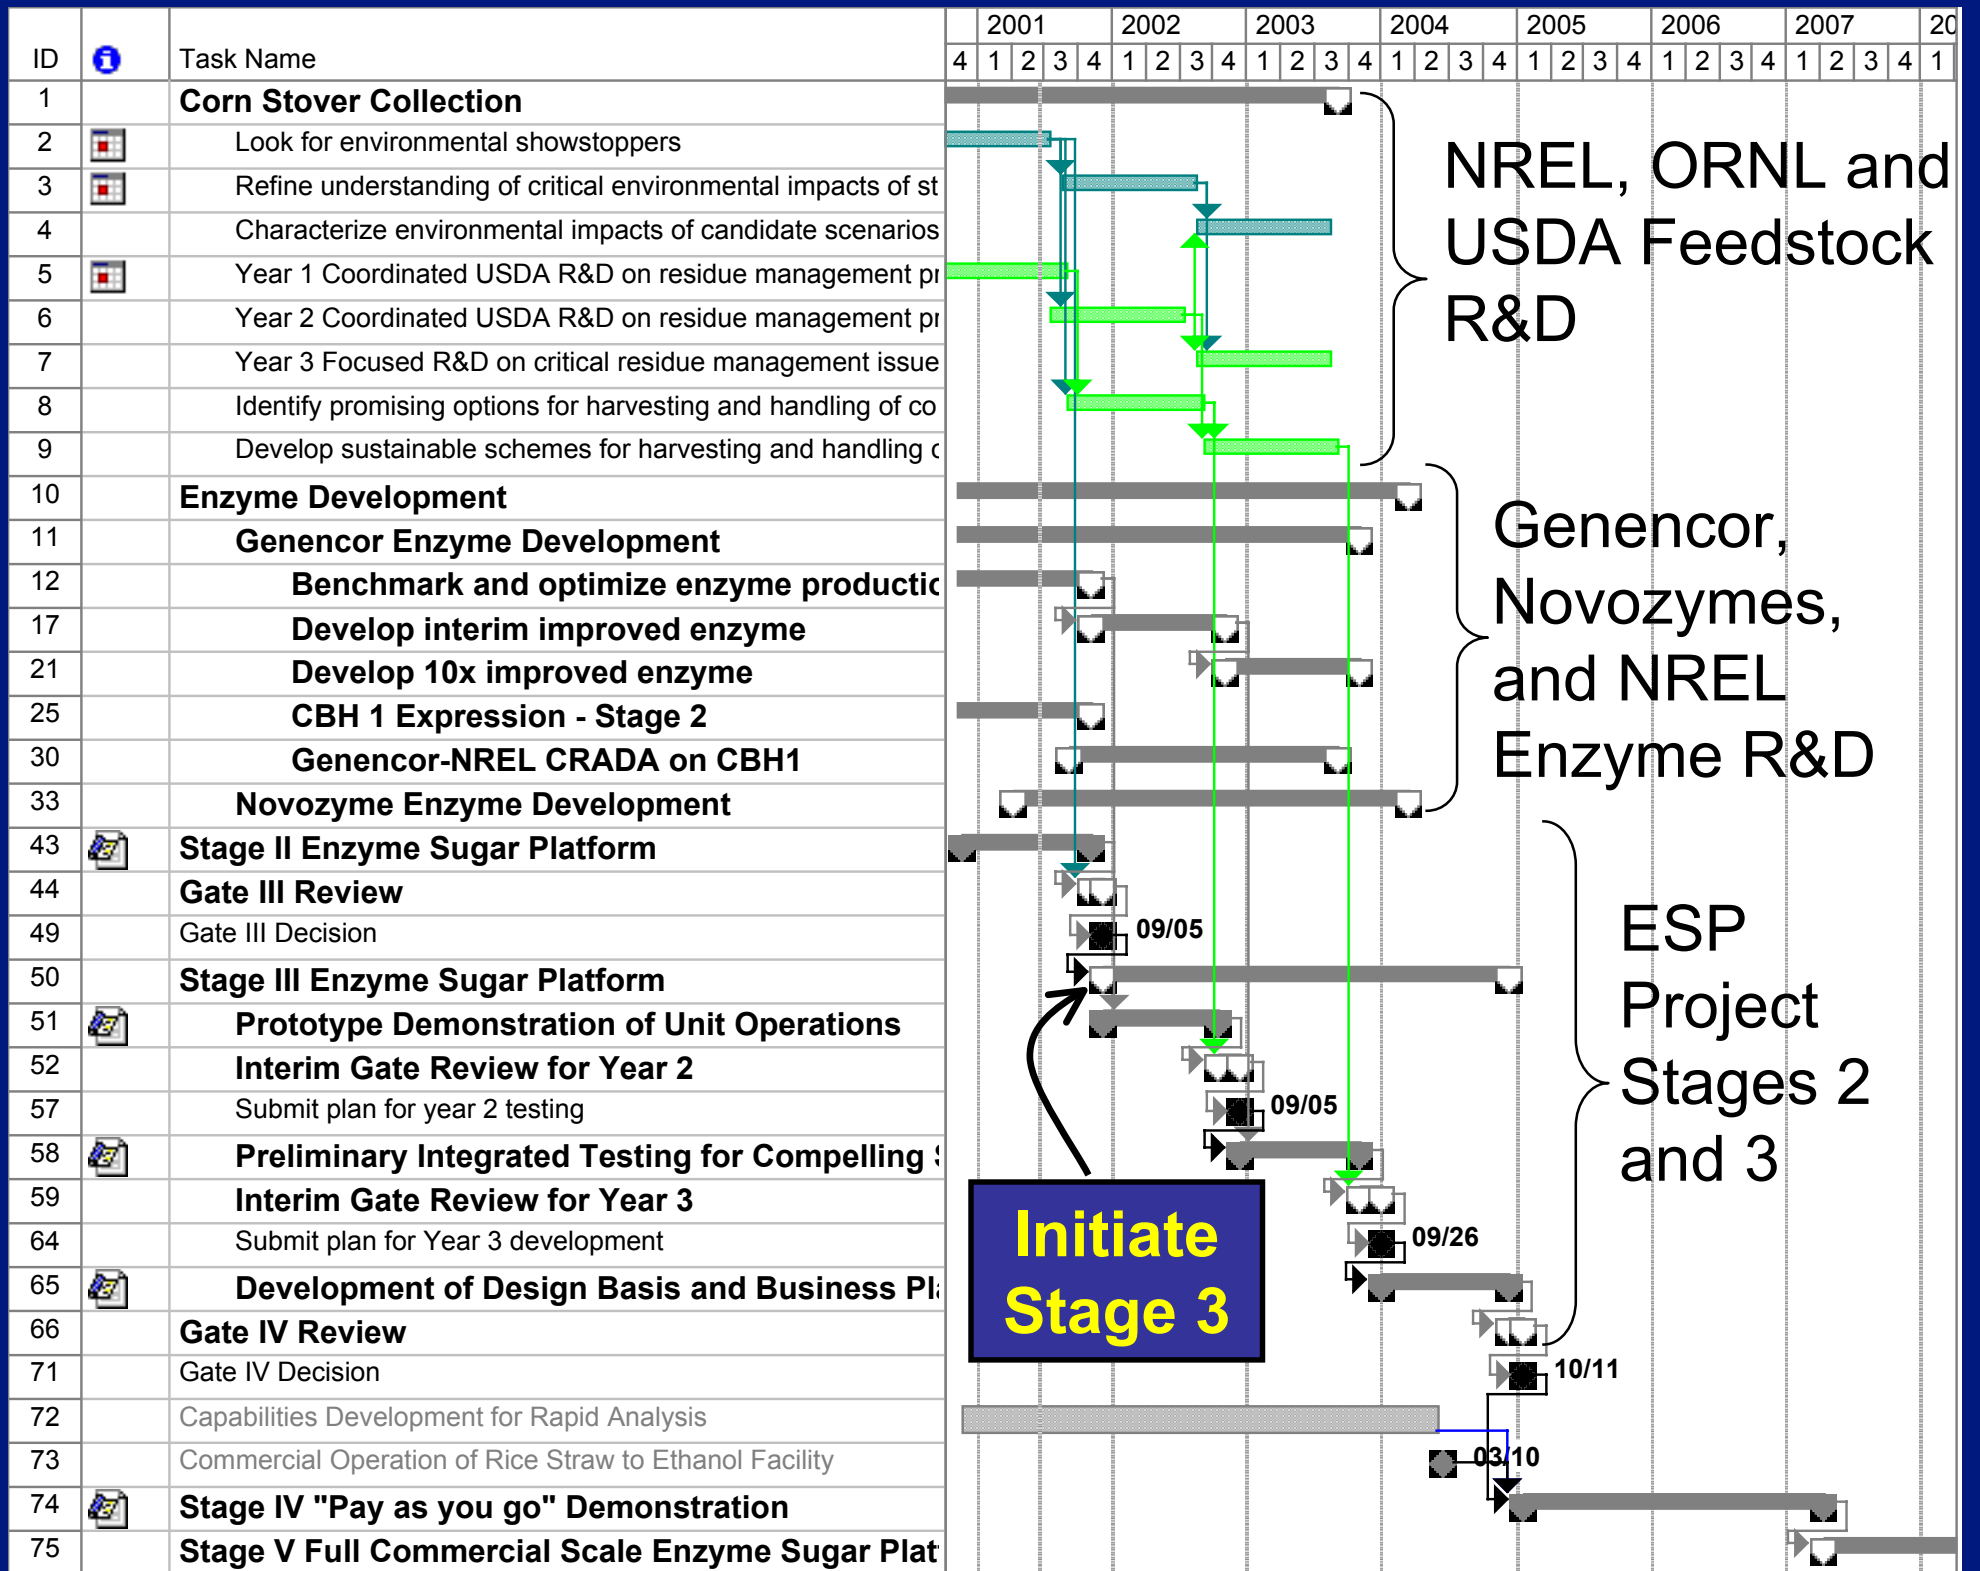 2001 2002 2003 2004 2005 2006 2007 20
ID Task Name 4 1 2 3 4 1 2 3 4 1 2 3 4 1 2 3 4 1 2 3 4 1 2 3 4 1 2 3 4 1
1 Corn Stover Collection
2 Look for environmental showstoppers
3 Refine understanding of critical environmental impacts of st
4 Characterize environmental impacts of candidate scenarios
5 Year 1 Coordinated USDA R&D on residue management pr
6 Year 2 Coordinated USDA R&D on residue management pr
7 Year 3 Focused R&D on critical residue management issue
8 Identify promising options for harvesting and handling of co
9 Develop sustainable schemes for harvesting and handling c
NREL, ORNL and
USDA Feedstock
R&D
10 Enzyme Development
11 Genencor Enzyme Development
12 Benchmark and optimize enzyme productio
17 Develop interim improved enzyme
21 Develop 10x improved enzyme
25 CBH 1 Expression - Stage 2
30 Genencor-NREL CRADA on CBH1
33 Novozyme Enzyme Development
Genencor,
Novozymes,
and NREL
Enzyme R&D
43 Stage II Enzyme Sugar Platform
44 Gate III Review
49 Gate III Decision 09/05
50 Stage III Enzyme Sugar Platform
51 Prototype Demonstration of Unit Operations
52 Interim Gate Review for Year 2
57 Submit plan for year 2 testing 09/05
58 Preliminary Integrated Testing for Compelling S
59 Interim Gate Review for Year 3
64 Submit plan for Year 3 development 09/26
65 Development of Design Basis and Business Pla
66 Gate IV Review
71 Gate IV Decision 10/11
ESP
Project
Stages 2
and 3
Initiate
Stage 3
72 Capabilities Development for Rapid Analysis
73 Commercial Operation of Rice Straw to Ethanol Facility 03/10
74 Stage IV "Pay as you go" Demonstration
75 Stage V Full Commercial Scale Enzyme Sugar Plat